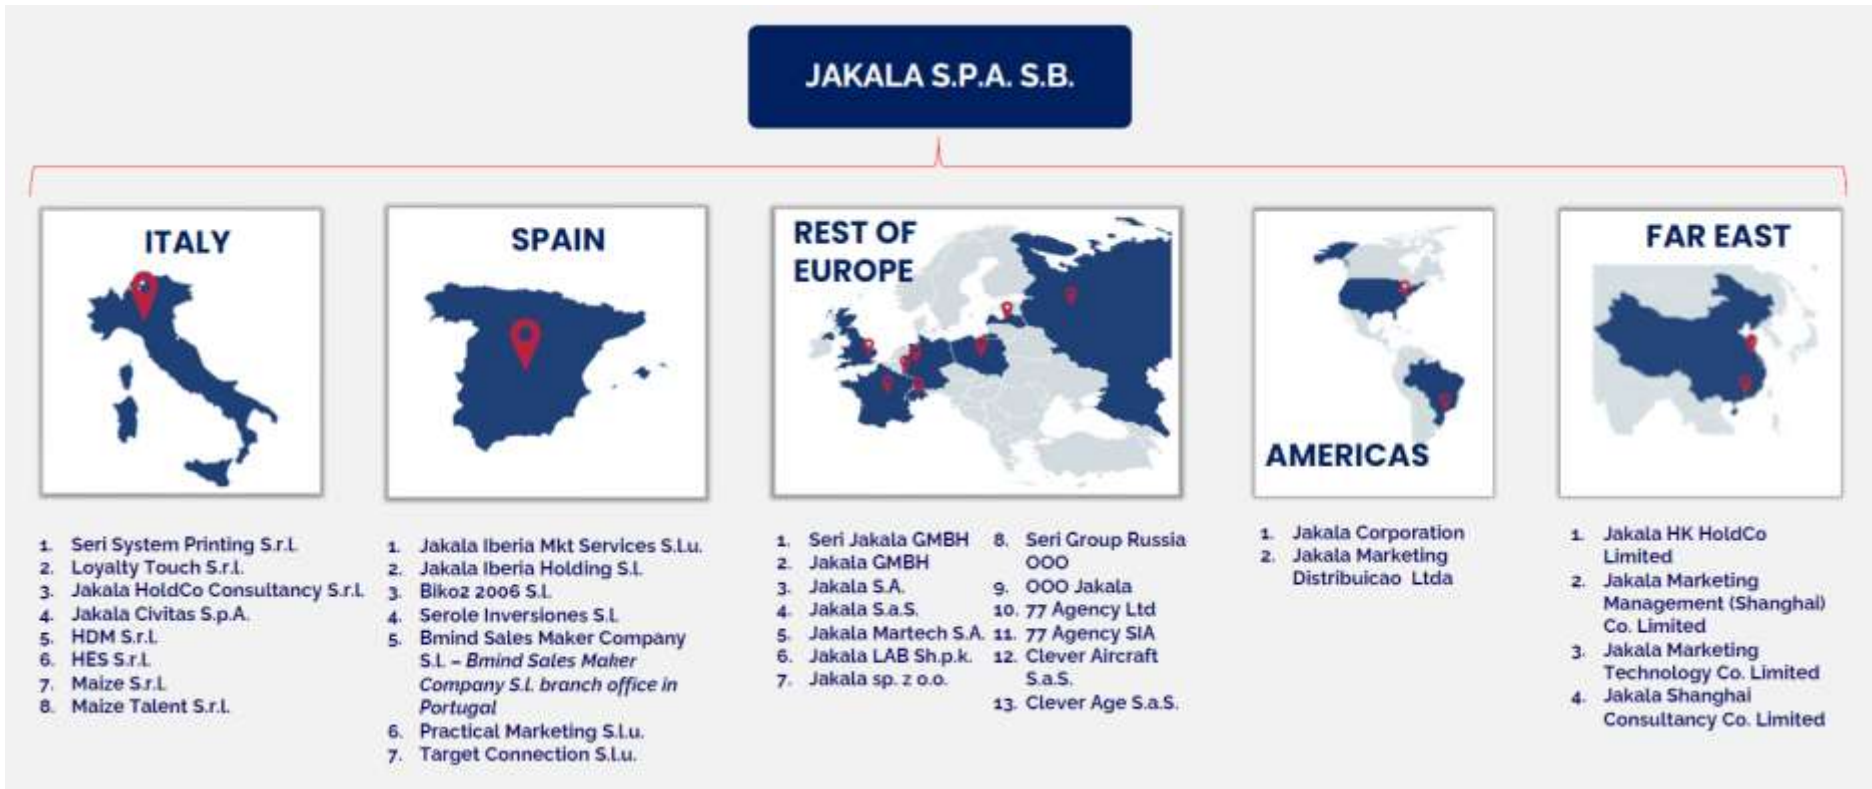 JAKALA S.P.A. S.B.
ITALY
1. Seri System Printing S.r.l.
2. Loyalty Touch S.r.l.
3. Jakala HoldCo Consultancy S.r.l.
4. Jakala Civitas S.p.A.
5. HDM S.r.l.
6. HES S.r.l.
7. Maize S.r.l.
8. Maize Talent S.r.l.
SPAIN
1. Jakala Iberia Mkt Services S.l.u.
2. Jakala Iberia Holding S.l.
3. Biko2 2006 S.l.
4. Serole Inversiones S.l.
5. Bmind Sales Maker Company
S.l. – Bmind Sales Maker
Company S.l. branch office in
Portugal
6. Practical Marketing S.l.u.
7. Target Connection S.l.u.
REST OF
EUROPE
1. Seri Jakala GMBH
2. Jakala GMBH
3. Jakala S.A.
4. Jakala S.a.S.
5. Jakala Martech S.A.
6. Jakala LAB Sh.p.k.
7. Jakala sp. z o.o.
8. Seri Group Russia
OOO
9. OOO Jakala
10. 77 Agency Ltd
11. 77 Agency SIA
12. Clever Aircraft
S.a.S.
13. Clever Age S.a.S.
AMERICAS
1. Jakala Corporation
2. Jakala Marketing
Distribuicao Ltda
FAR EAST
1. Jakala HK HoldCo
Limited
2. Jakala Marketing
Management (Shanghai)
Co. Limited
3. Jakala Marketing
Technology Co. Limited
4. Jakala Shanghai
Consultancy Co. Limited